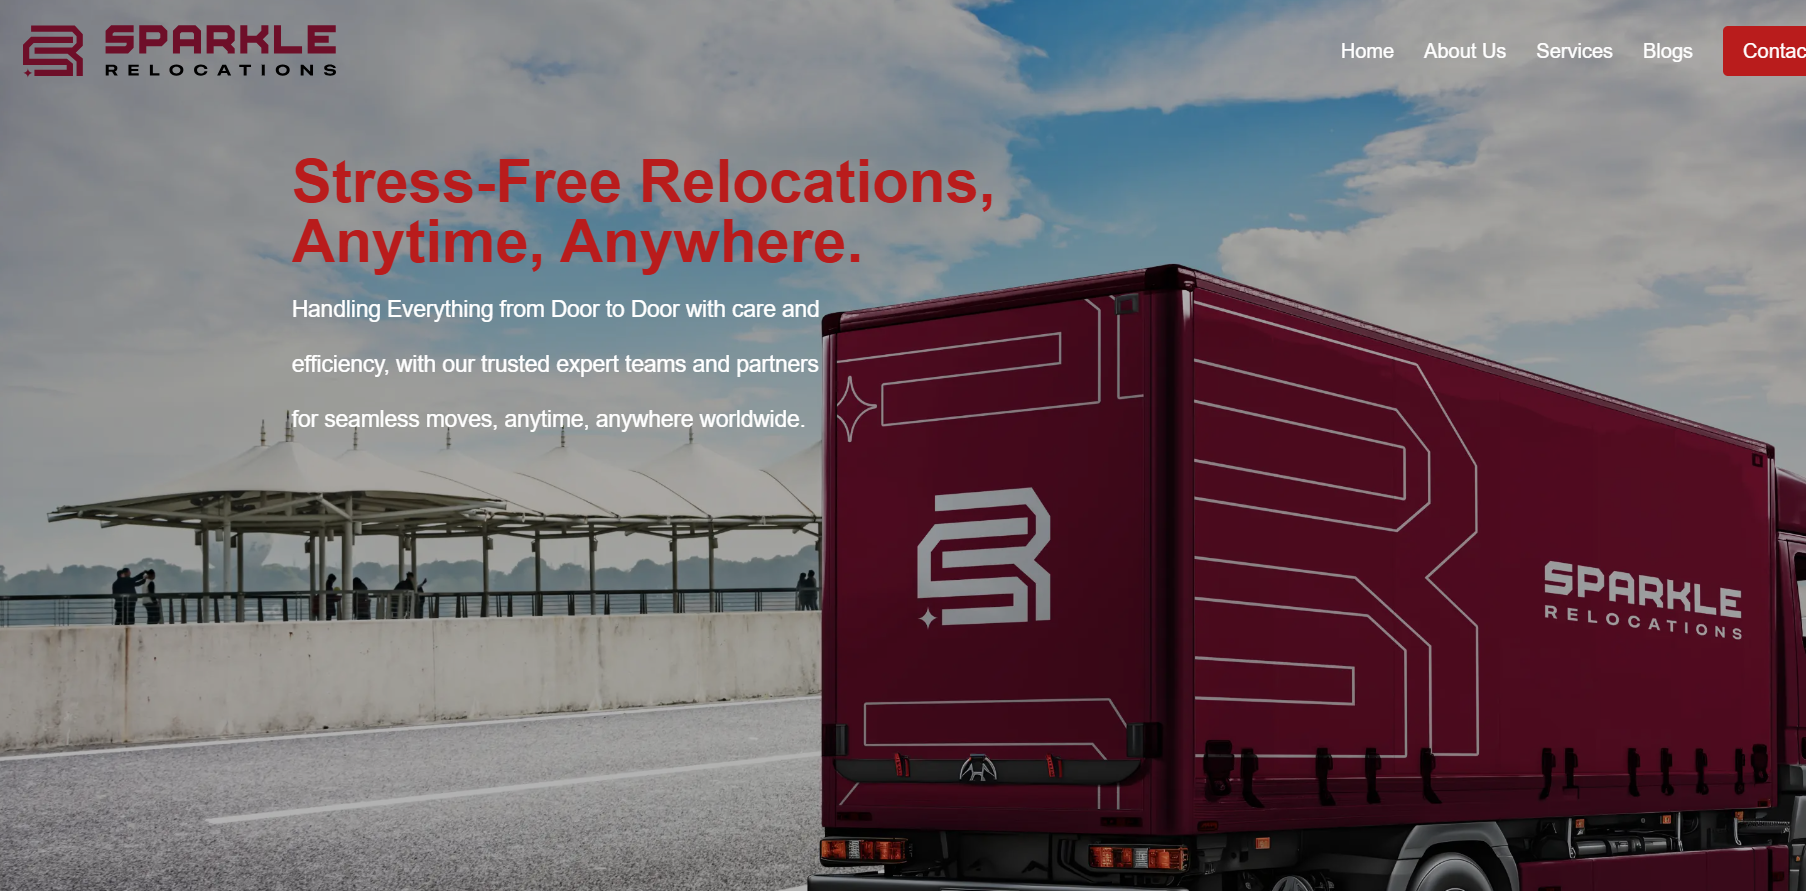 SPARKLE
RELOCATIONS
Home About Us Services Blogs Contac
Stress-Free Relocations,
Anytime, Anywhere.
Handling Everything from Door to Door with care and
efficiency, with our trusted expert teams and partners
for seamless moves, anytime, anywhere worldwide.
SPARKLE
RELOCATIONS